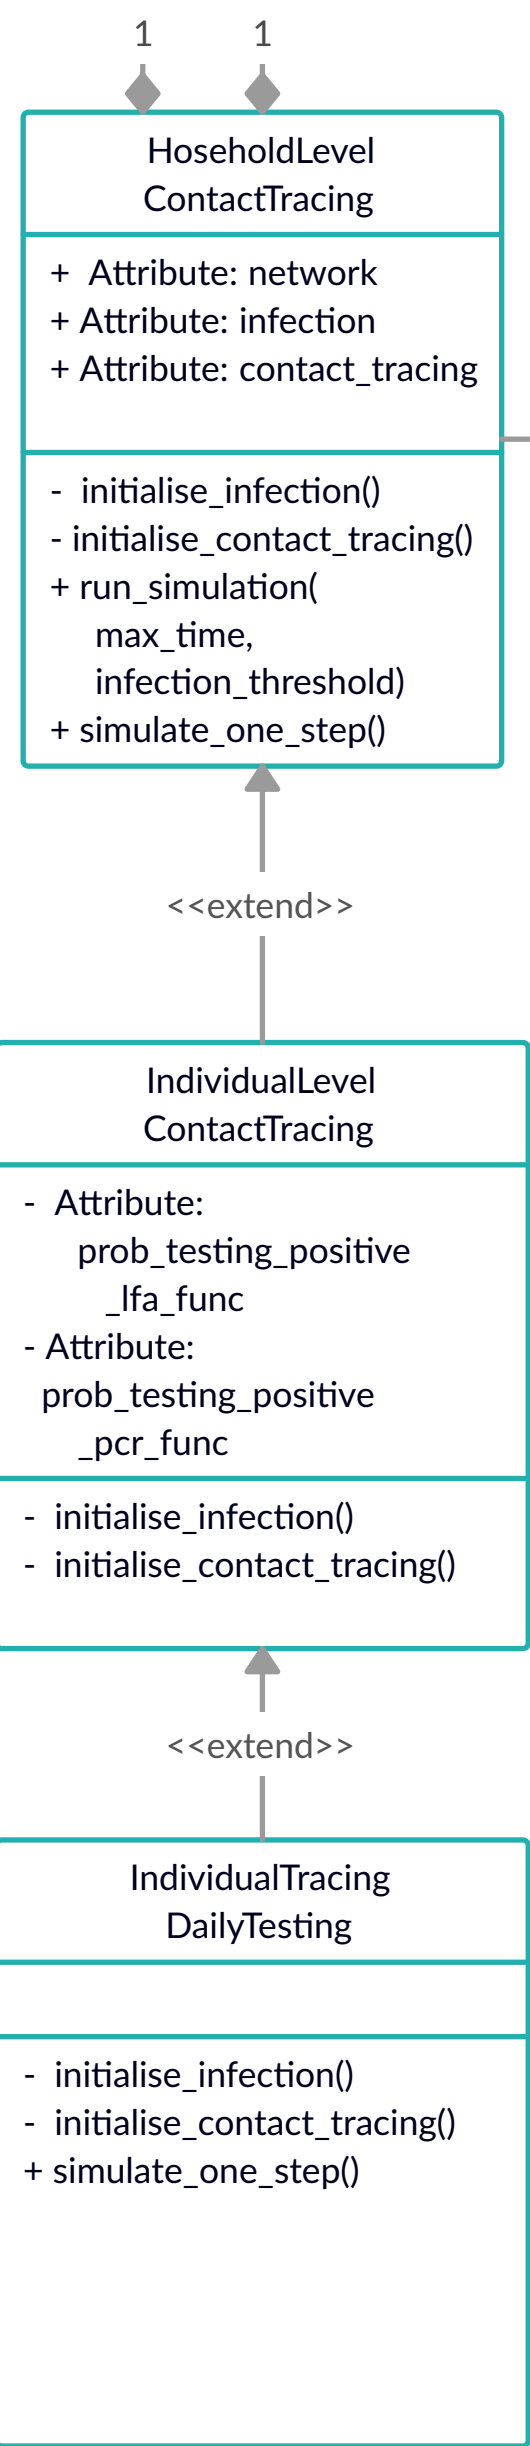 1 1
HoseholdLevel
ContactTracing
+ Attribute: network
+ Attribute: infection
+ Attribute: contact_tracing
- initialise_infection()
- initialise_contact_tracing()
+ run_simulation(
max_time,
infection_threshold)
+ simulate_one_step()
<<extend>>
IndividualLevel
ContactTracing
- Attribute:
prob_testing_positive
_lfa_func
- Attribute:
prob_testing_positive
_pcr_func
- initialise_infection()
- initialise_contact_tracing()
<<extend>>
IndividualTracing
DailyTesting
- initialise_infection()
- initialise_contact_tracing()
+ simulate_one_step()